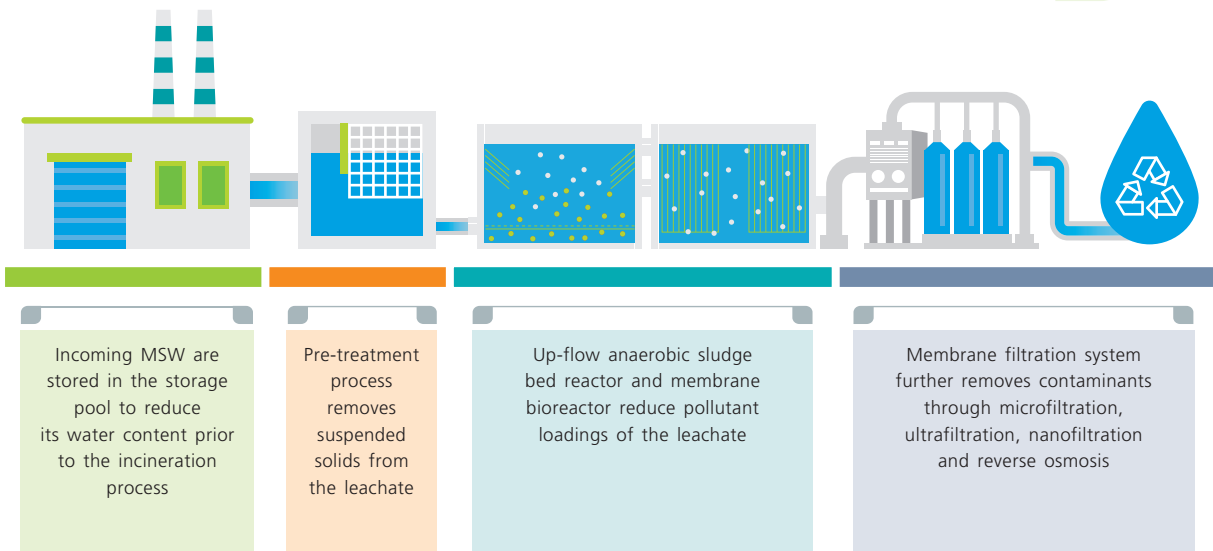 Incoming MSW are
stored in the storage
pool to reduce
its water content prior
to the incineration
process
Pre-treatment
process
removes
suspended
solids from
the leachate
Up-flow anaerobic sludge
bed reactor and membrane
bioreactor reduce pollutant
loadings of the leachate
Membrane filtration system
further removes contaminants
through microfiltration,
ultrafiltration, nanofiltration
and reverse osmosis